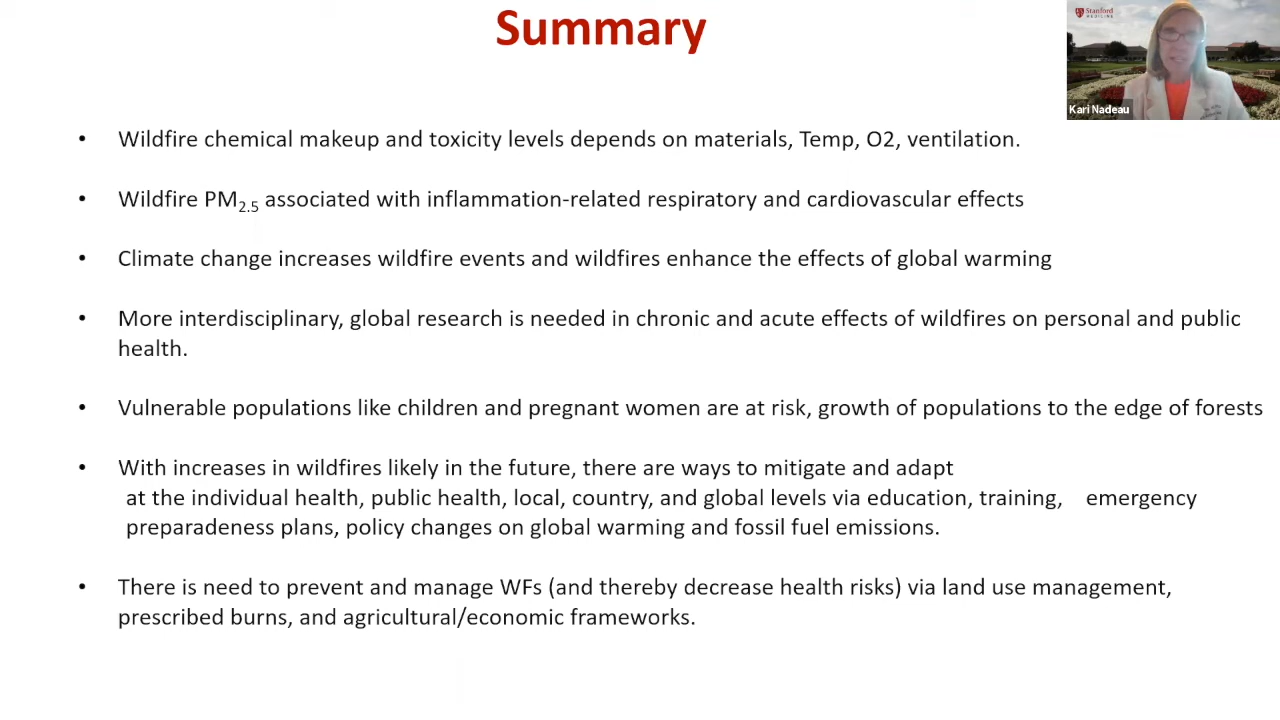 Summary
Stanford
MEDICINE
Kari Nadeau
• Wildfire chemical makeup and toxicity levels depends on materials, Temp, O2, ventilation.
• Wildfire PM2.5 associated with inflammation-related respiratory and cardiovascular effects
• Climate change increases wildfire events and wildfires enhance the effects of global warming
• More interdisciplinary, global research is needed in chronic and acute effects of wildfires on personal and public
health.
• Vulnerable populations like children and pregnant women are at risk, growth of populations to the edge of forests
• With increases in wildfires likely in the future, there are ways to mitigate and adapt
at the individual health, public health, local, country, and global levels via education, training, emergency
preparadeness plans, policy changes on global warming and fossil fuel emissions.
• There is need to prevent and manage WFs (and thereby decrease health risks) via land use management,
prescribed burns, and agricultural/economic frameworks.